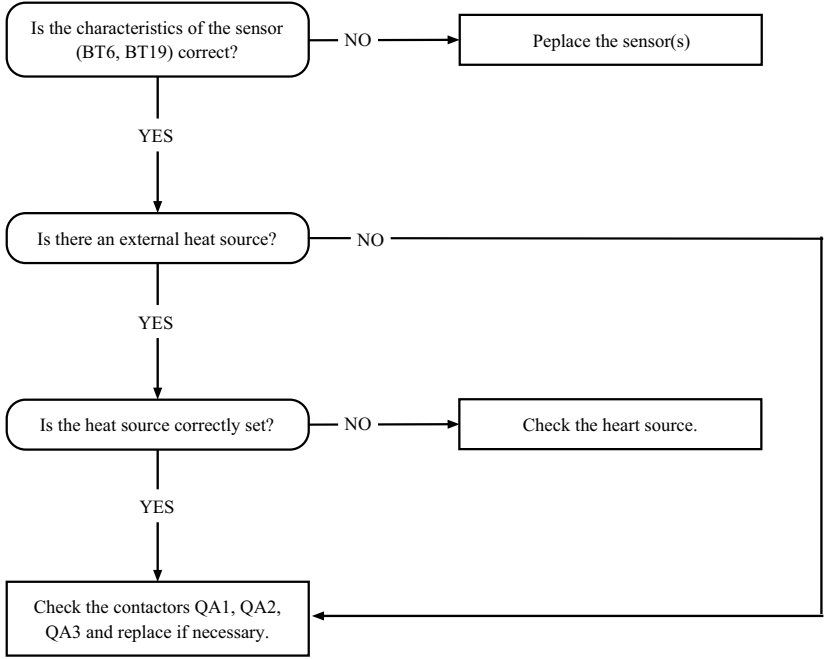 Is the characteristics of the sensor
(BT6, BT19) correct?
NO
Peplace the sensor(s)
YES
Is there an external heat source?
NO
YES
Is the heat source correctly set?
NO
Check the heart source.
YES
Check the contactors QA1, QA2,
QA3 and replace if necessary.